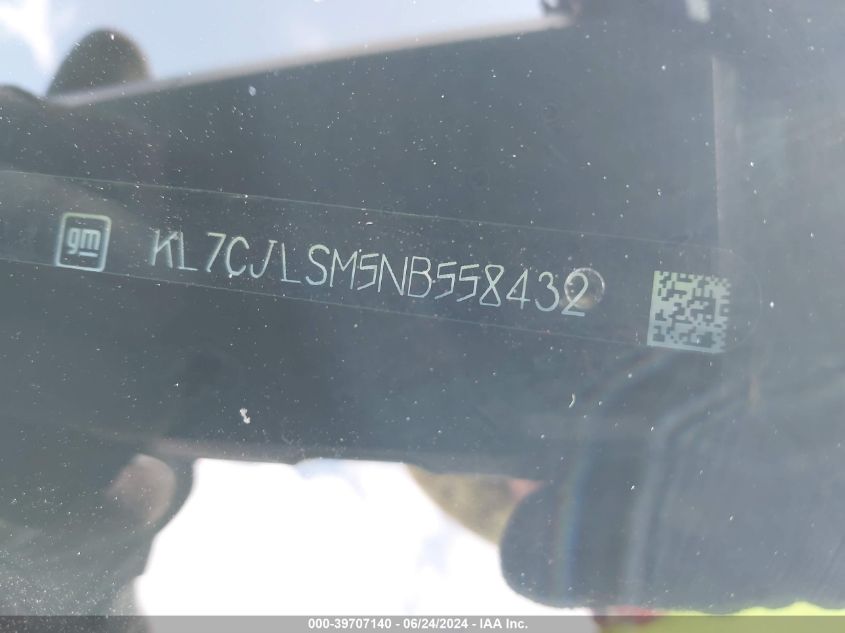 gm KL7CJLSM5NB558432
000-39707140 - 06/24/2024 - IAA Inc.